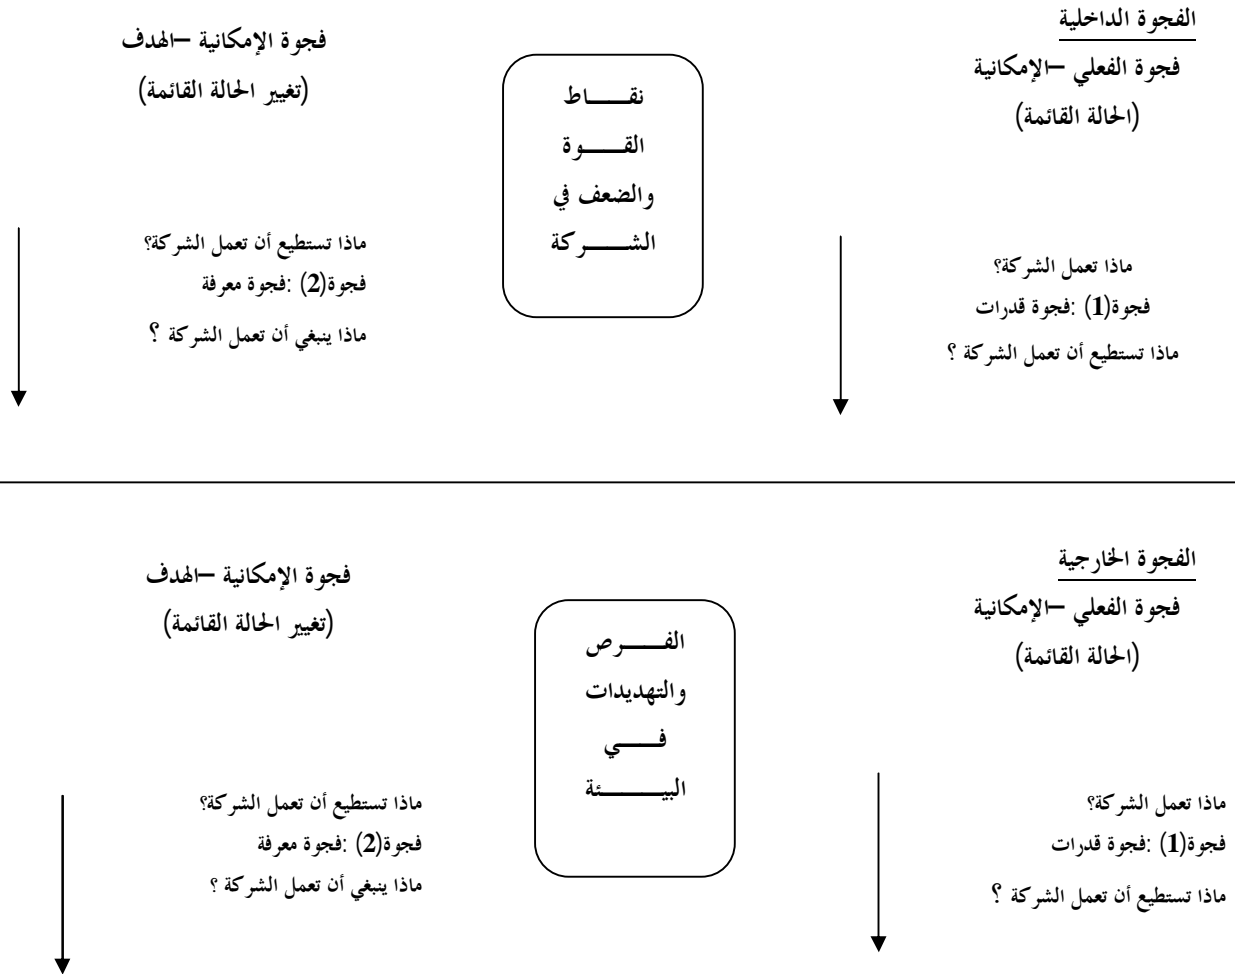 الفجوة الداخلية
فجوة الفعلي –الإمكانية
(الحالة القائمة)
ماذا تعمل الشركة؟
فجوة(1) :فجوة قدرات
ماذا تستطيع أن تعمل الشركة ؟
نقـــــاط
القـــــوة
والضعف في
الشـــــركة
فجوة الإمكانية –الهدف
(تغيير الحالة القائمة)
ماذا تستطيع أن تعمل الشركة؟
فجوة(2) :فجوة معرفة
ماذا ينبغي أن تعمل الشركة ؟
الفجوة الخارجية
فجوة الفعلي –الإمكانية
(الحالة القائمة)
ماذا تعمل الشركة؟
فجوة(1) :فجوة قدرات
ماذا تستطيع أن تعمل الشركة ؟
الفـــــرص
والتهديدات
فـــــي
البيـــــئة
فجوة الإمكانية –الهدف
(تغيير الحالة القائمة)
ماذا تستطيع أن تعمل الشركة؟
فجوة(2) :فجوة معرفة
ماذا ينبغي أن تعمل الشركة ؟